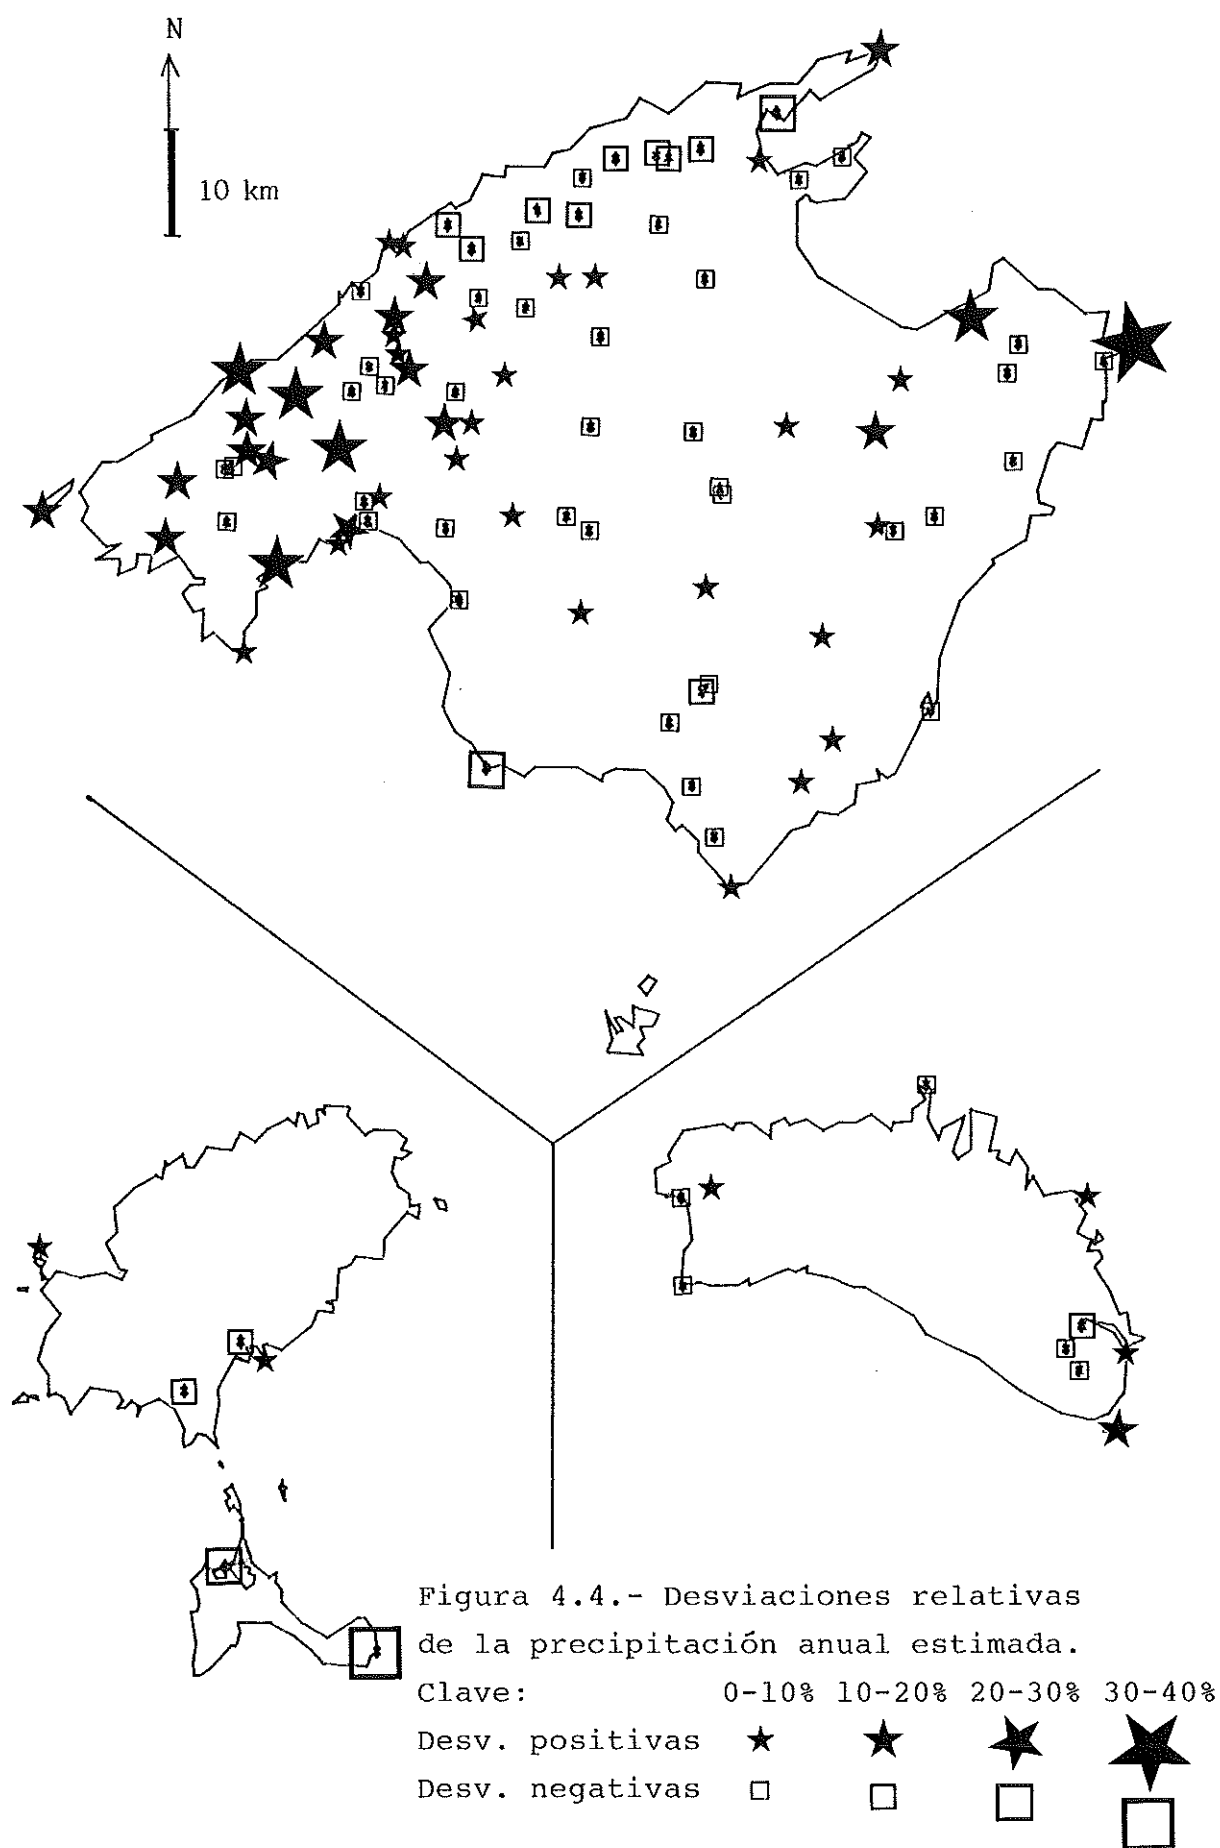 N
10 km
Figura 4.4.- Desviaciones relativas
de la precipitación anual estimada.
Clave: 0-10% 10-20% 20-30% 30-40%
Desv. positivas
Desv. negativas